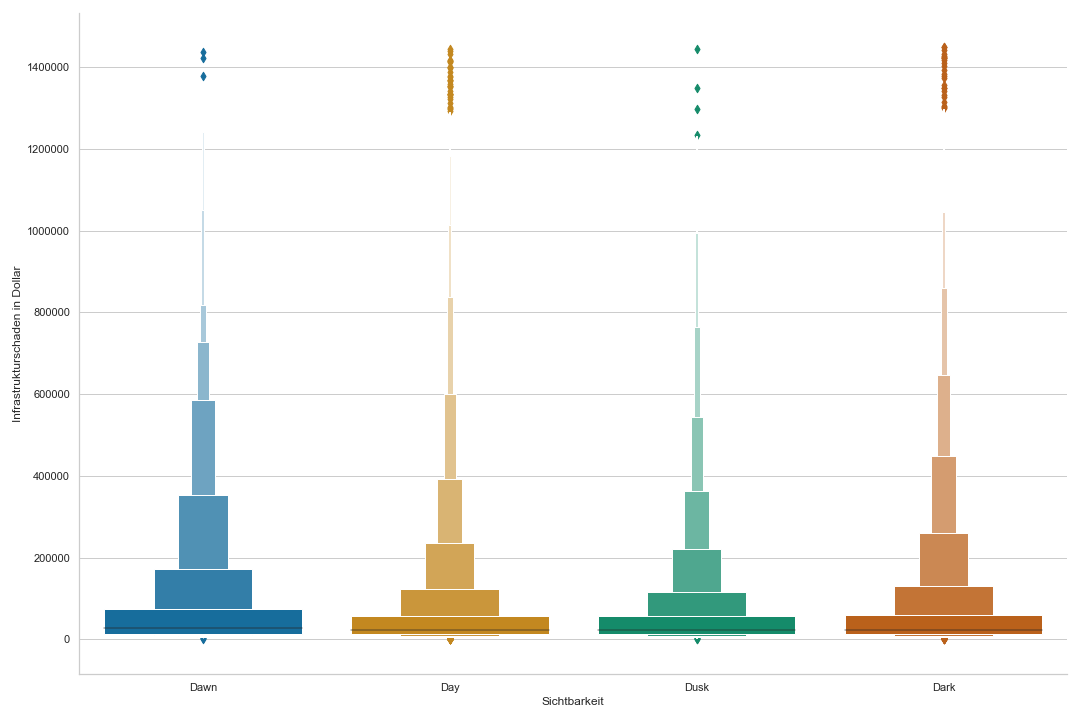 Infrastrukturschaden in Dollar
1400000
1200000
1000000
800000
600000
400000
200000
0
Dawn
Day
Dusk
Dark
Sichtbarkeit